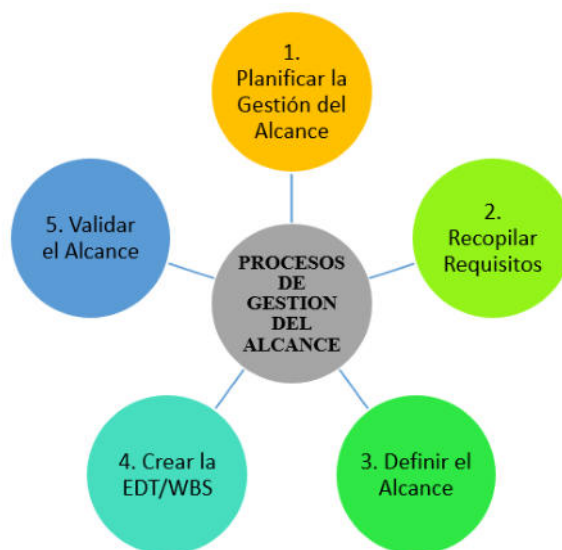 1.
Planificar la
Gestión del
Alcance
2.
Recopilar
Requisitos
3. Definir el
Alcance
4. Crear la
EDT/WBS
5. Validar
el Alcance
PROCESOS
DE
GESTION
DEL
ALCANCE